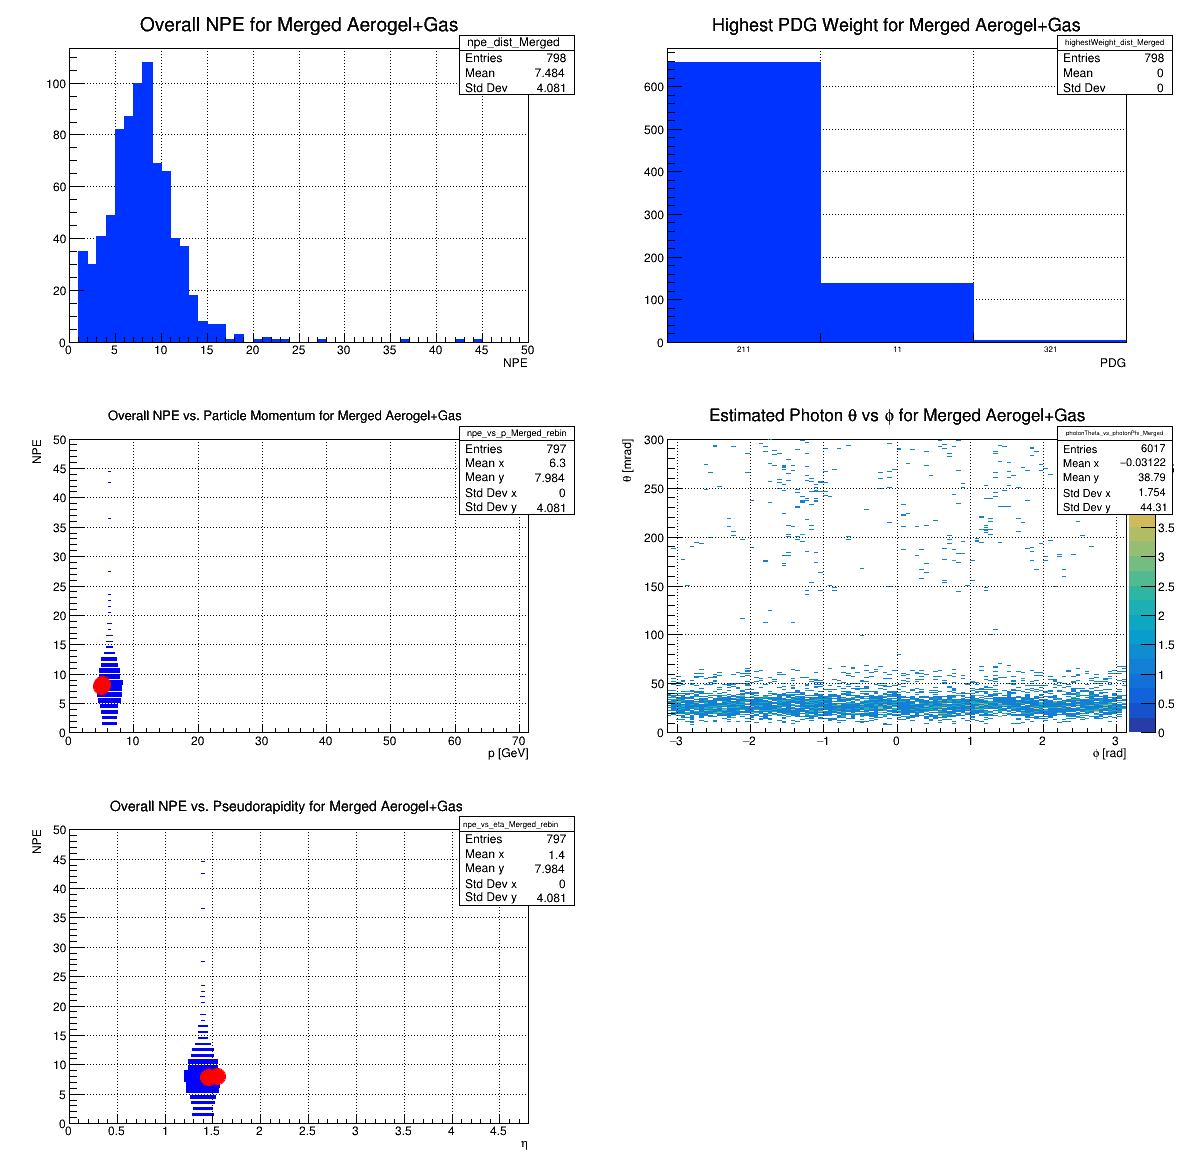 Overall NPE for Merged Aerogel+Gas
npe_dist_Merged
Entries 798
Mean 7.484
Std Dev 4.081
100
80
60
40
20
0
0 5 10 15 20 25 30 35 40 45 50
NPE
Highest PDG Weight for Merged Aerogel+Gas
highestWeight_dist_Merged
Entries 798
Mean 0
Std Dev 0
600
500
400
300
200
100
0
211 11 321
PDG
Overall NPE vs. Particle Momentum for Merged Aerogel+Gas
npe_vs_p_Merged_rebin
Entries 797
Mean x 6.3
Mean y 7.984
Std Dev x 0
Std Dev y 4.081
NPE
50
45
40
35
30
25
20
15
10
5
0
0 10 20 30 40 50 60 70
p [GeV]
Estimated Photon θ vs ϕ for Merged Aerogel+Gas
photonTheta_vs_photonPhi_Merged
Entries 6017
Mean x −0.03122
Mean y 38.79
Std Dev x 1.754
Std Dev y 44.31
θ [mrad]
300
250
200
150
100
50
0
−3 −2 −1 0 1 2 3
ϕ [rad]
3.5
3
2.5
2
1.5
1
0.5
0
Overall NPE vs. Pseudorapidity for Merged Aerogel+Gas
npe_vs_eta_Merged_rebin
Entries 797
Mean x 1.4
Mean y 7.984
Std Dev x 0
Std Dev y 4.081
NPE
50
45
40
35
30
25
20
15
10
5
0
0 0.5 1 1.5 2 2.5 3 3.5 4 4.5
η